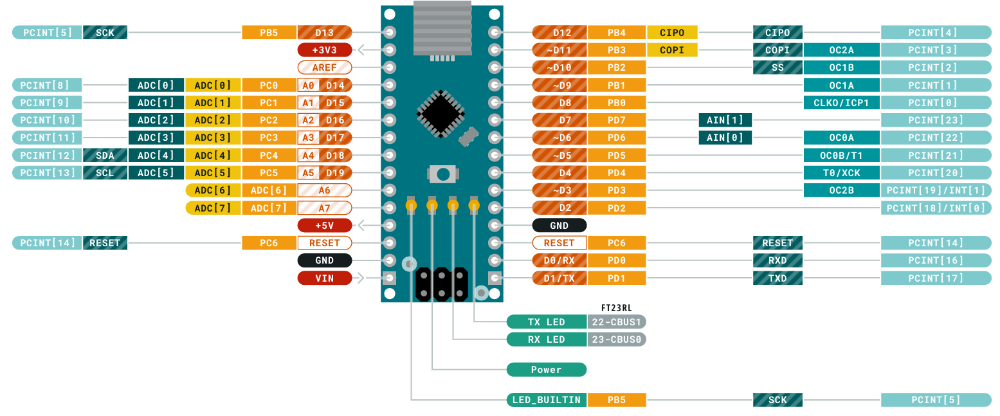 PCINT[5] SCK PB5 D13 D12 PB4 CIPO CIPO PCINT[4]
+3V3 ~D11 PB3 COPI COPI OC2A PCINT[3]
AREF ~D10 PB2 SS OC1B PCINT[2]
PCINT[8] ADC[0] ADC[0] PC0 A0 D14 ~D9 PB1 OC1A PCINT[1]
PCINT[9] ADC[1] ADC[1] PC1 A1 D15 D8 PB0 CLKO/ICP1 PCINT[0]
PCINT[10] ADC[2] ADC[2] PC2 A2 D16 D7 PD7 AIN[1] PCINT[23]
PCINT[11] ADC[3] ADC[3] PC3 A3 D17 ~D6 PD6 AIN[0] OC0A PCINT[22]
PCINT[12] SDA ADC[4] ADC[4] PC4 A4 D18 ~D5 PD5 OC0B/T1 PCINT[21]
PCINT[13] SCL ADC[5] ADC[5] PC5 A5 D19 D4 PD4 T0/XCK PCINT[20]
ADC[6] ADC[6] A6 ~D3 PD3 OC2B PCINT[19]/INT[1]
ADC[7] ADC[7] A7 D2 PD2 PCINT[18]/INT[0]
+5V GND
PCINT[14] RESET PC6 RESET RESET PC6 RESET PCINT[14]
GND D0/RX PD0 RXD PCINT[16]
VIN D1/TX PD1 TXD PCINT[17]
FT23RL
TX LED 22-CBUS1
RX LED 23-CBUS0
Power
LED_BUILTIN PB5 SCK PCINT[5]